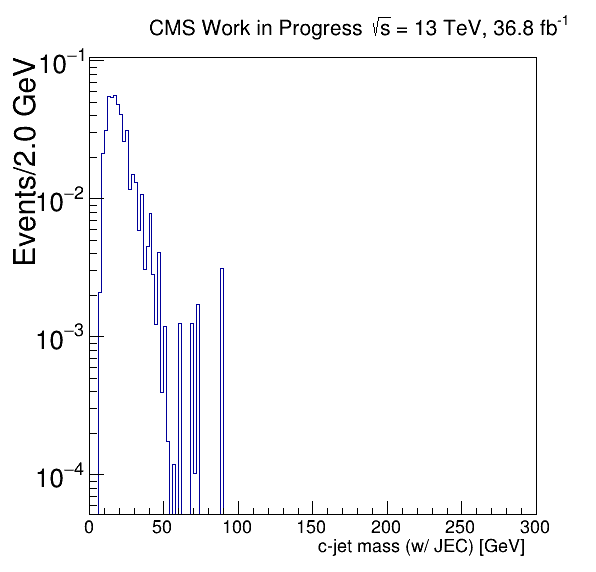 CMS Work in Progress √s = 13 TeV, 36.8 fb⁻¹
Events/2.0 GeV
10⁻¹
10⁻²
10⁻³
10⁻⁴
0 50 100 150 200 250 300
c-jet mass (w/ JEC) [GeV]